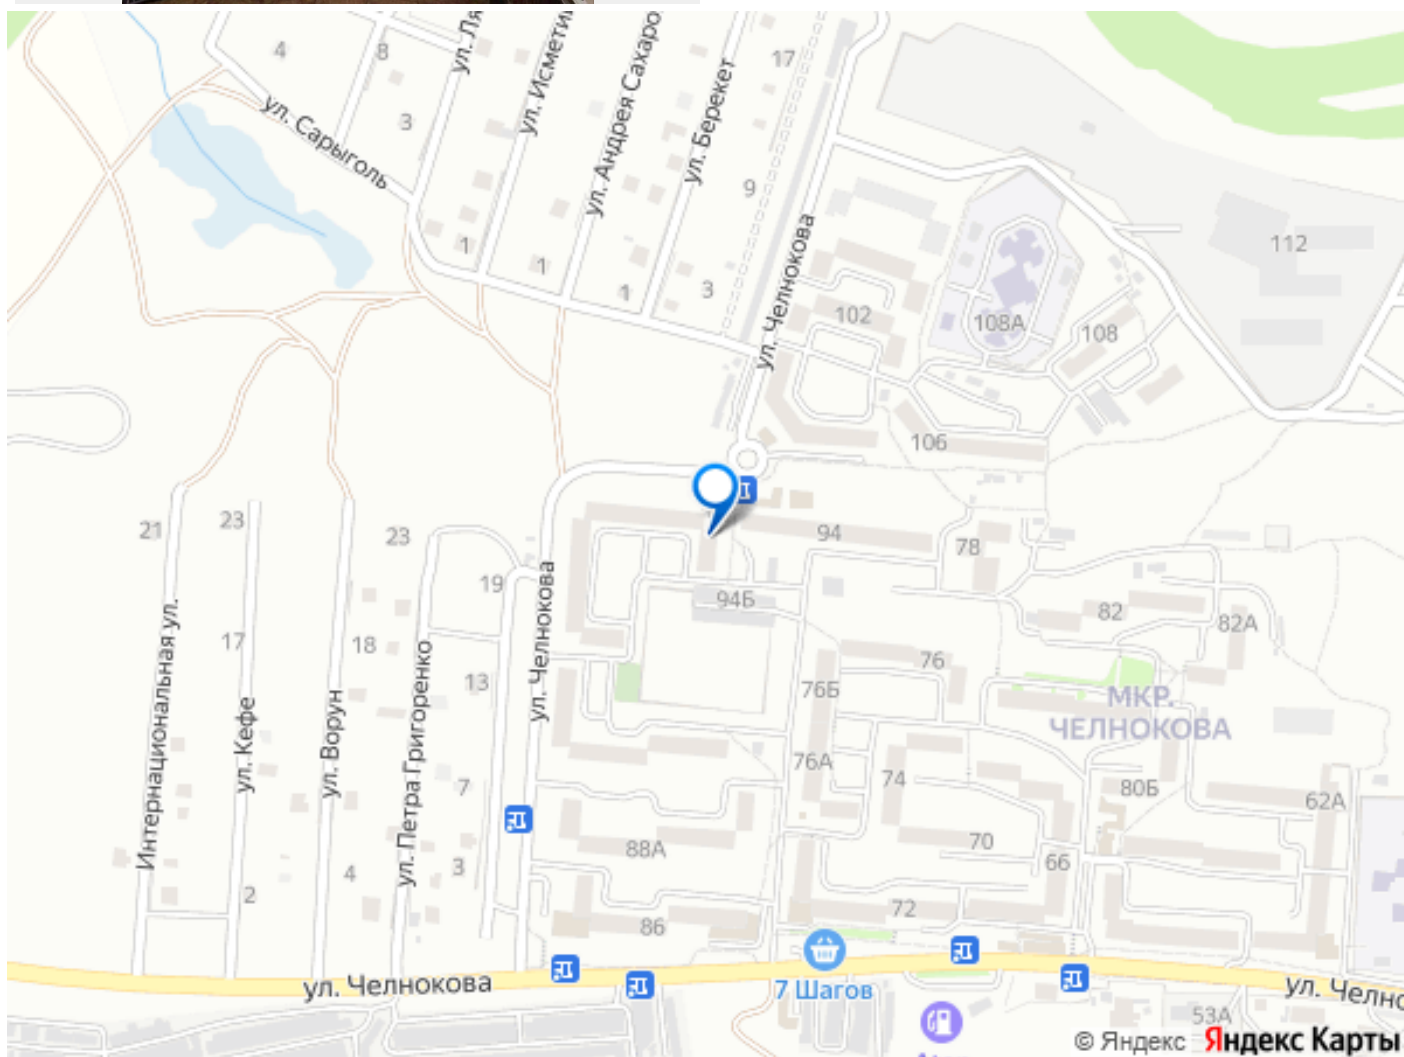 4
8
ул. Ля
ул. Исмети
ул. Андрея Сахаро
ул. Берекет
17
3
ул. Сарыголь
9
ул. Челнокова
1
1
1
3
102
108А
108
112
106
21
23
23
19
94
78
94Б
82
82А
Интернациональная ул.
17
ул. Кефе
ул. Ворун
18
ул. Петра Григоренко
13
ул. Челнокова
76
76Б
МКР.
ЧЕЛНОКОВА
76А
74
7
80Б
62А
88А
70
66
3
4
2
86
72
ул. Челнокова
7 Шагов
ул. Челно
53А
© Яндекс Яндекс Карты